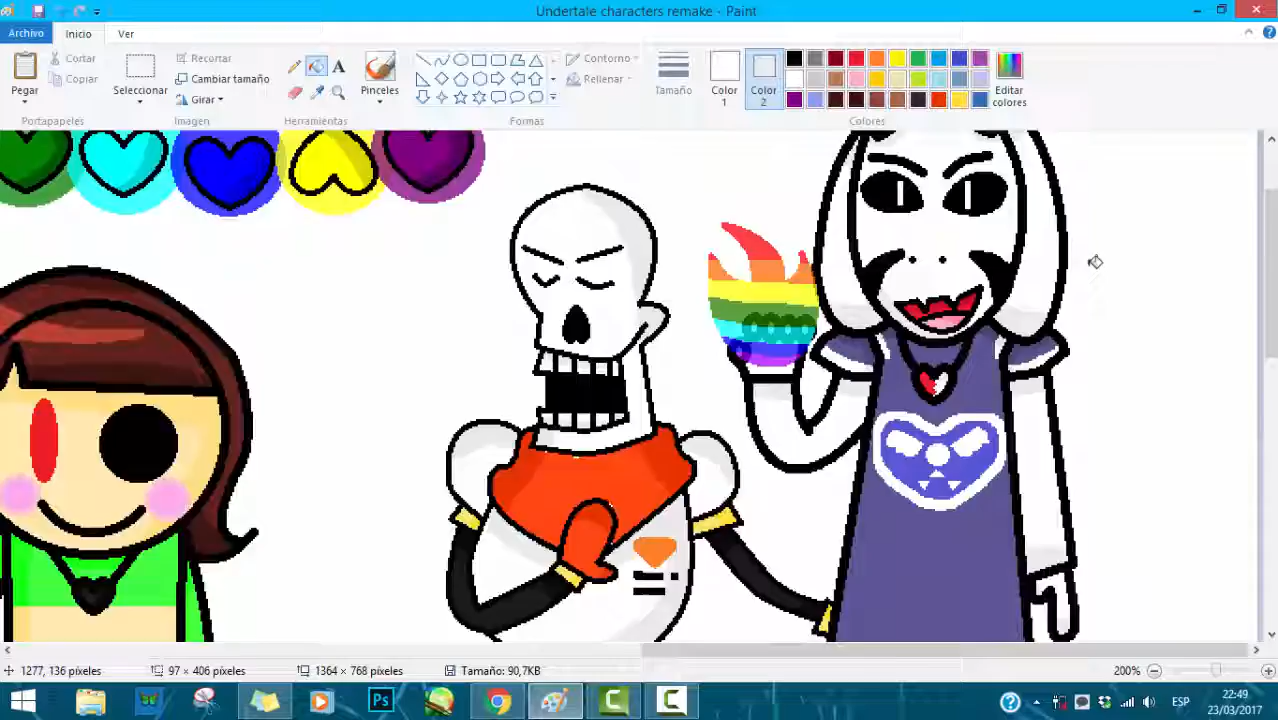 Undertale characters remake - Paint
Archivo Inicio Ver
Pegar
Cortar
Copiar
Portapapeles
Seleccionar
Recortar
Cambiar tamaño
Girar
Imagen
A
Herramientas
Pinceles
Contorno
Rellenar
Formas
Tamaño
Color
1
Color
2
Editar
colores
Colores
1277, 136 píxeles 97 × 406 píxeles 1364 × 768 píxeles Tamaño: 90,7KB 200%
Ps ESP 22:49
23/03/2017